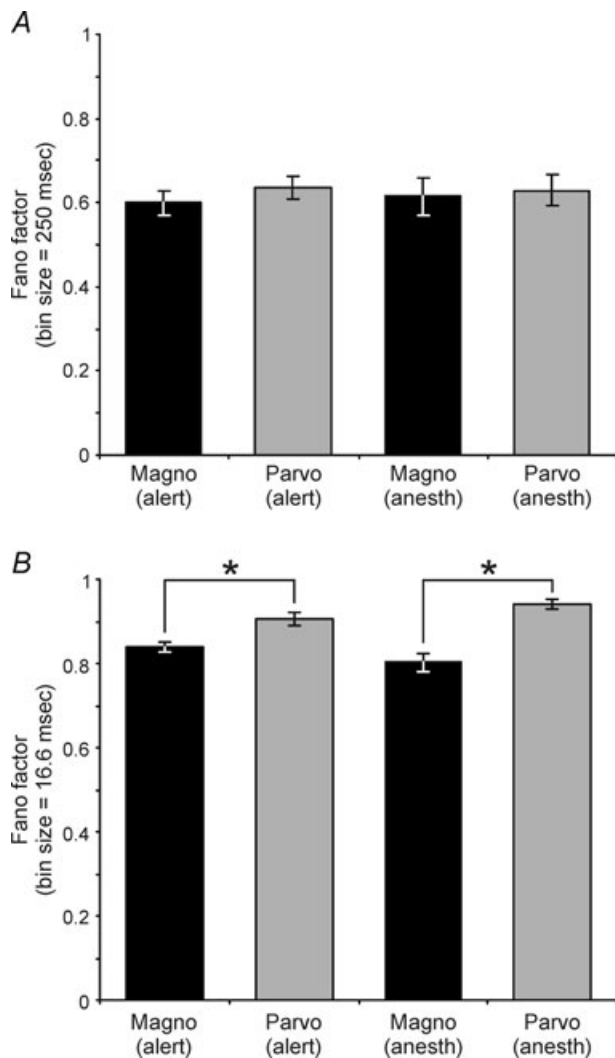 A
Fano factor
(bin size = 250 msec)
1
0.8
0.6
0.4
0.2
0
Magno
(alert)
Parvo
(alert)
Magno
(anesth)
Parvo
(anesth)
B
Fano factor
(bin size = 16.6 msec)
1
0.8
0.6
0.4
0.2
0
*
*
Magno
(alert)
Parvo
(alert)
Magno
(anesth)
Parvo
(anesth)